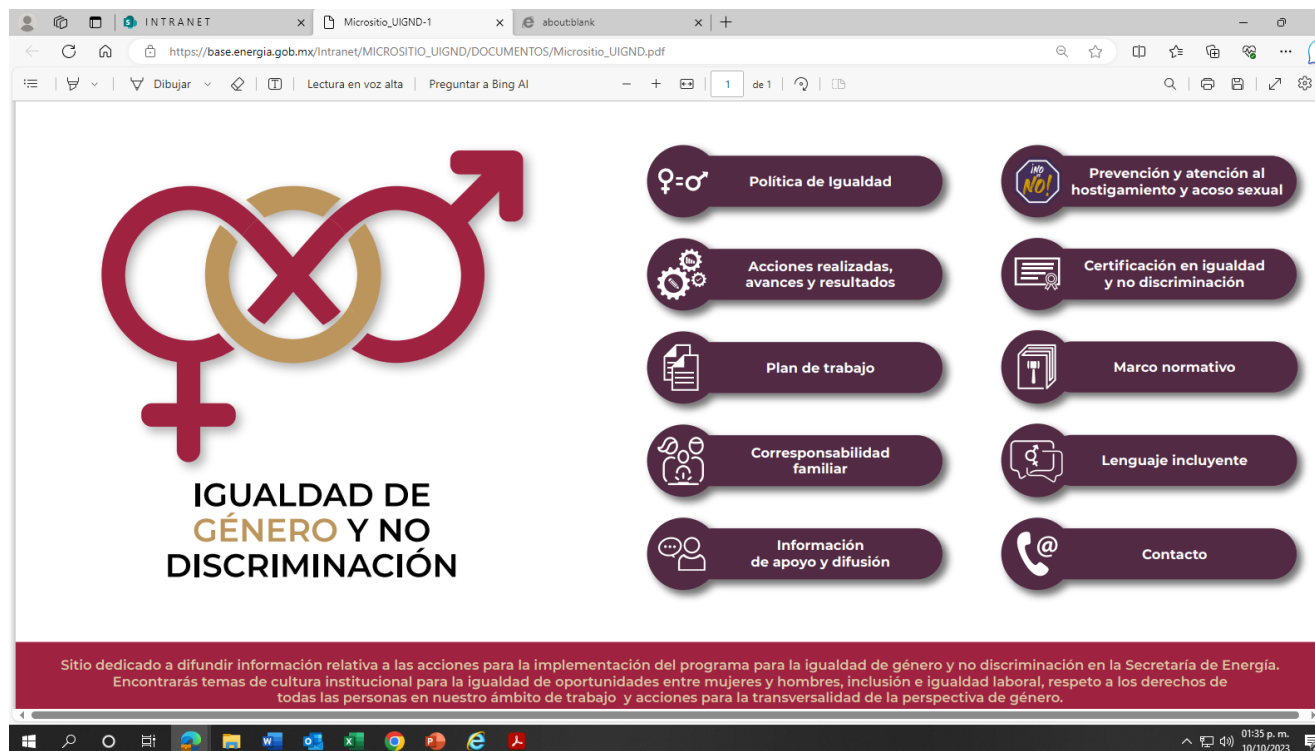 INTRANET
Micrositio_UIGND-1
about:blank
https://base.energia.gob.mx/Intranet/MICROSITIO_UIGND/DOCUMENTOS/Micrositio_UIGND.pdf
Dibujar
Lectura en voz alta
Preguntar a Bing AI
1
de 1
IGUALDAD DE
GÉNERO Y NO
DISCRIMINACIÓN
Política de Igualdad
Acciones realizadas,
avances y resultados
Plan de trabajo
Corresponsabilidad
familiar
Información
de apoyo y difusión
¡NO
NO!
Prevención y atención al
hostigamiento y acoso sexual
Certificación en igualdad
y no discriminación
Marco normativo
Lenguaje incluyente
@
Contacto
Sitio dedicado a difundir información relativa a las acciones para la implementación del programa para la igualdad de género y no discriminación en la Secretaría de Energía.
Encontrarás temas de cultura institucional para la igualdad de oportunidades entre mujeres y hombres, inclusión e igualdad laboral, respeto a los derechos de
todas las personas en nuestro ámbito de trabajo y acciones para la transversalidad de la perspectiva de género.
01:35 p. m.
10/10/2023